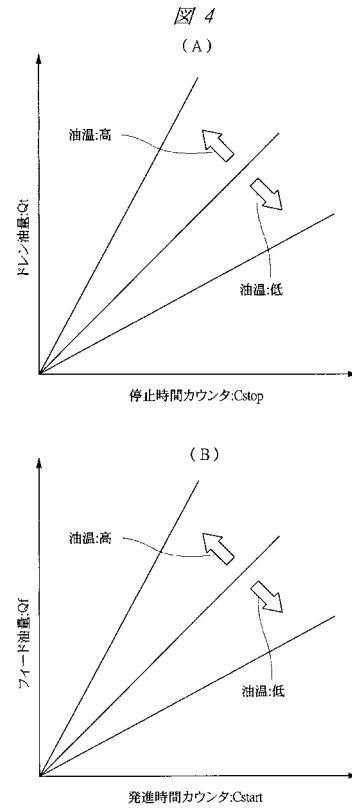 図 4
(A)
油温:高
油温:低
ドレン油量:Qt
停止時間カウンタ:Cstop
(B)
油温:高
油温:低
フィード油量:Qf
発進時間カウンタ:Cstart